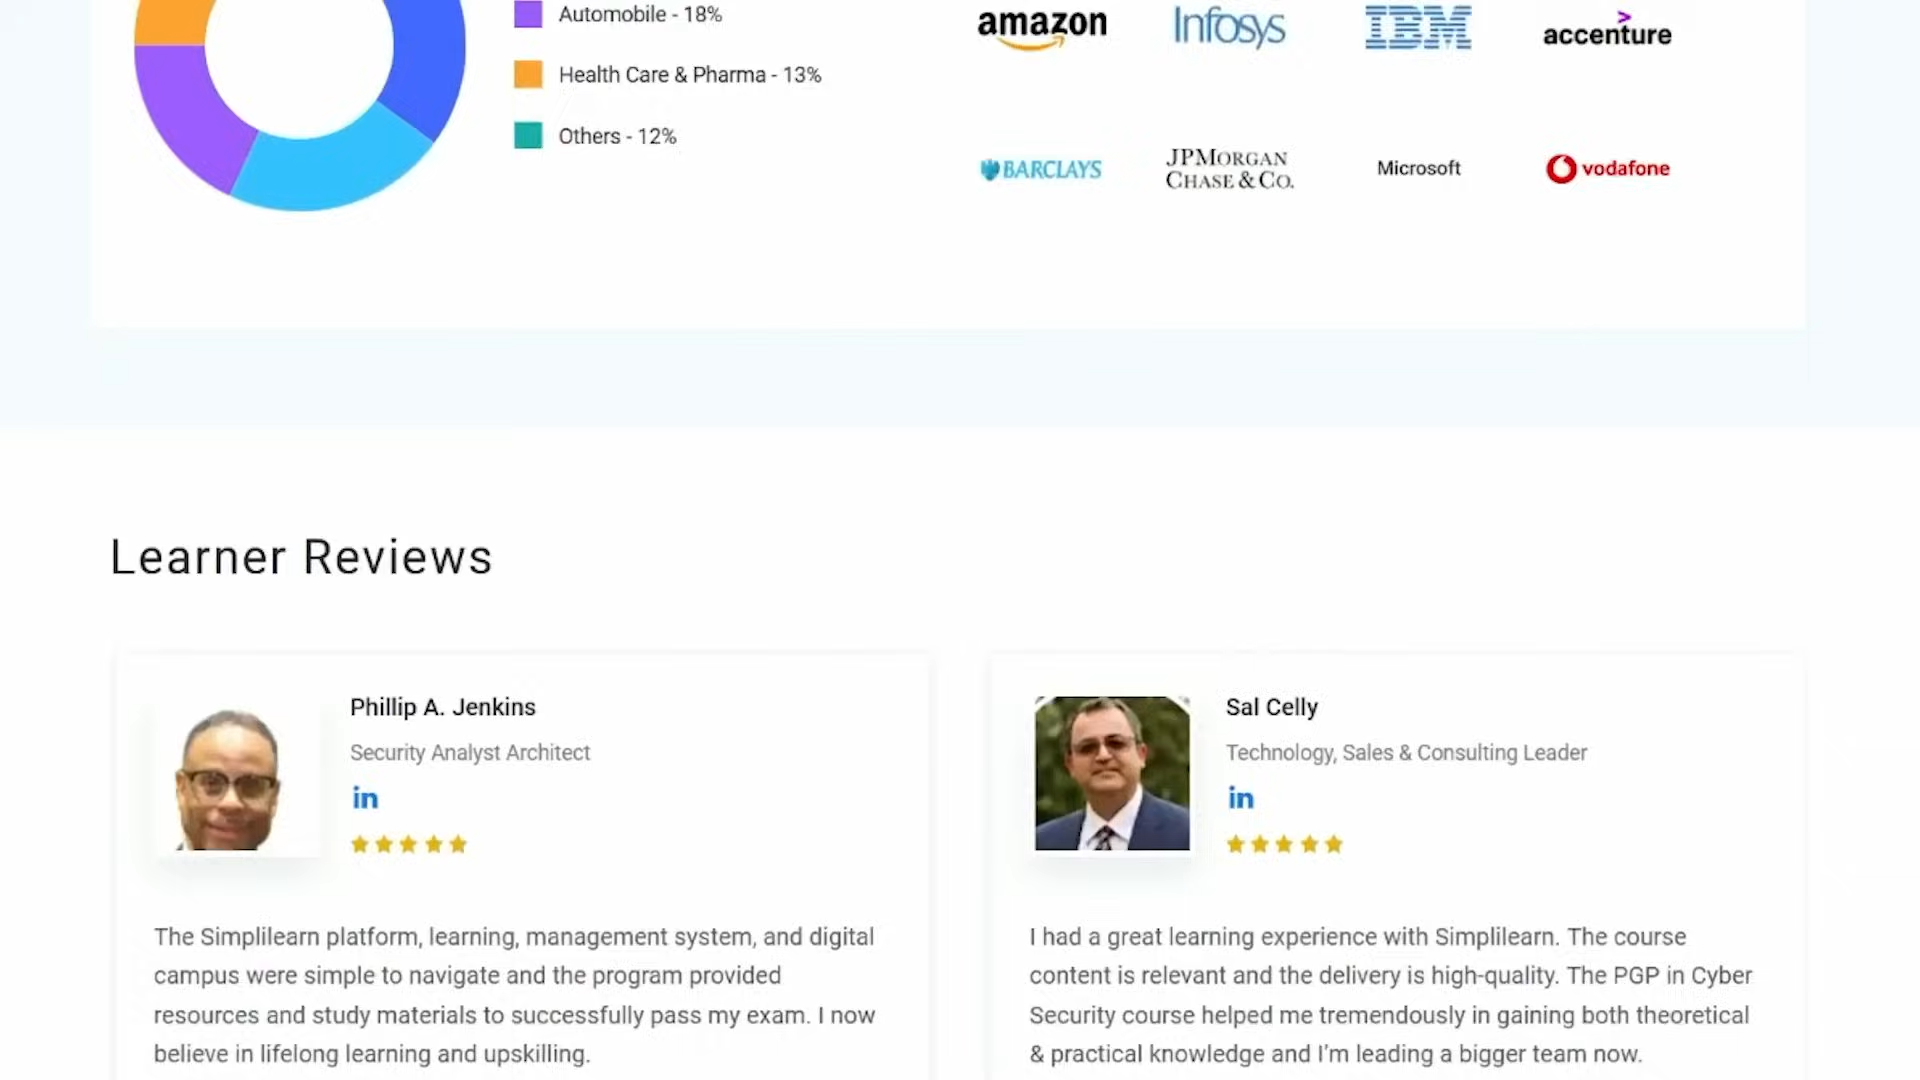 Automobile - 18%
Health Care & Pharma - 13%
Others - 12%
amazon
Infosys
IBM
accenture
BARCLAYS
JPMORGAN
CHASE & CO.
Microsoft
vodafone
Learner Reviews
Phillip A. Jenkins
Security Analyst Architect
in
The Simplilearn platform, learning, management system, and digital
campus were simple to navigate and the program provided
resources and study materials to successfully pass my exam. I now
believe in lifelong learning and upskilling.
Sal Celly
Technology, Sales & Consulting Leader
in
I had a great learning experience with Simplilearn. The course
content is relevant and the delivery is high-quality. The PGP in Cyber
Security course helped me tremendously in gaining both theoretical
& practical knowledge and I'm leading a bigger team now.